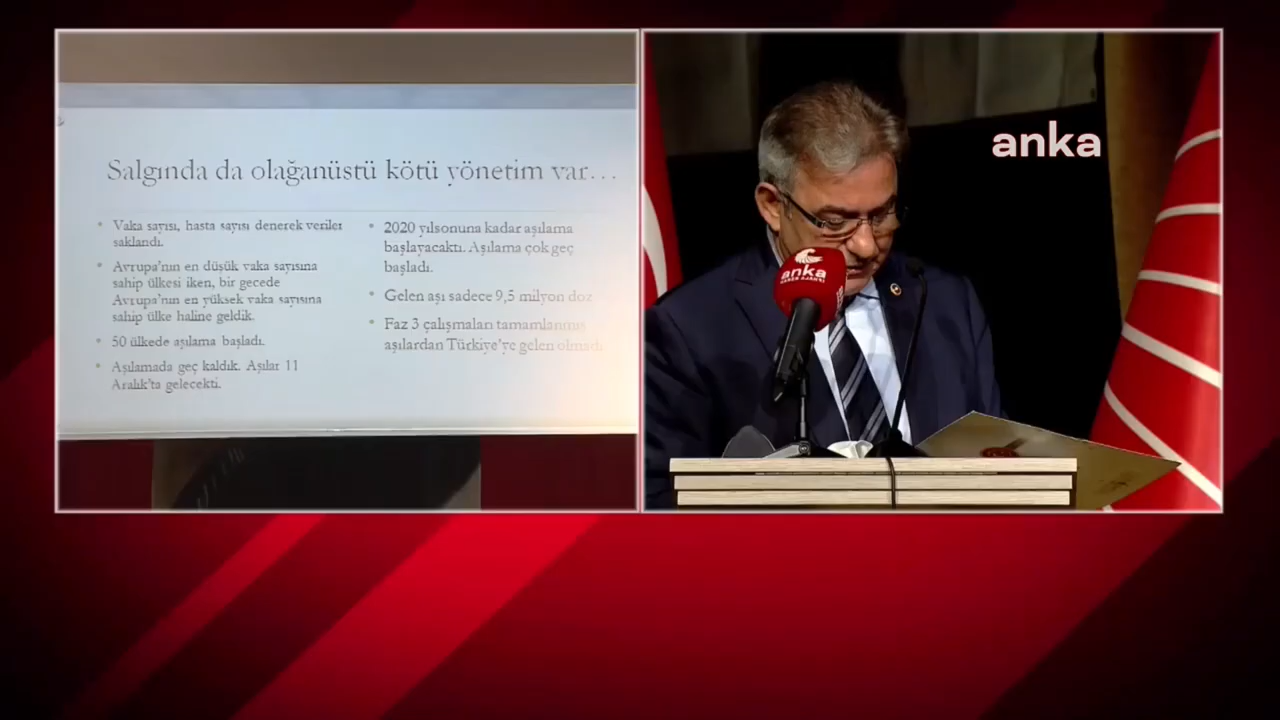 Salgında da olağanüstü kötü yönetim var…
• Vaka sayısı, hasta sayısı denerek veriler
saklandı.
• Avrupa'nın en düşük vaka sayısına
sahip ülkesi iken, bir gecede
Avrupa'nın en yüksek vaka sayısına
sahip ülke haline geldik.
• 50 ülkede aşılama başladı.
• Aşılamada geç kaldık. Aşılar 11
Aralık'ta gelecekti.
• 2020 yılsonuna kadar aşılama
başlayacaktı. Aşılama çok geç
başladı.
• Gelen aşı sadece 9,5 milyon doz
• Faz 3 çalışmaları tamamlanmış
aşılardan Türkiye'ye gelen olmadı.
anka
anka
HABER AJANSI